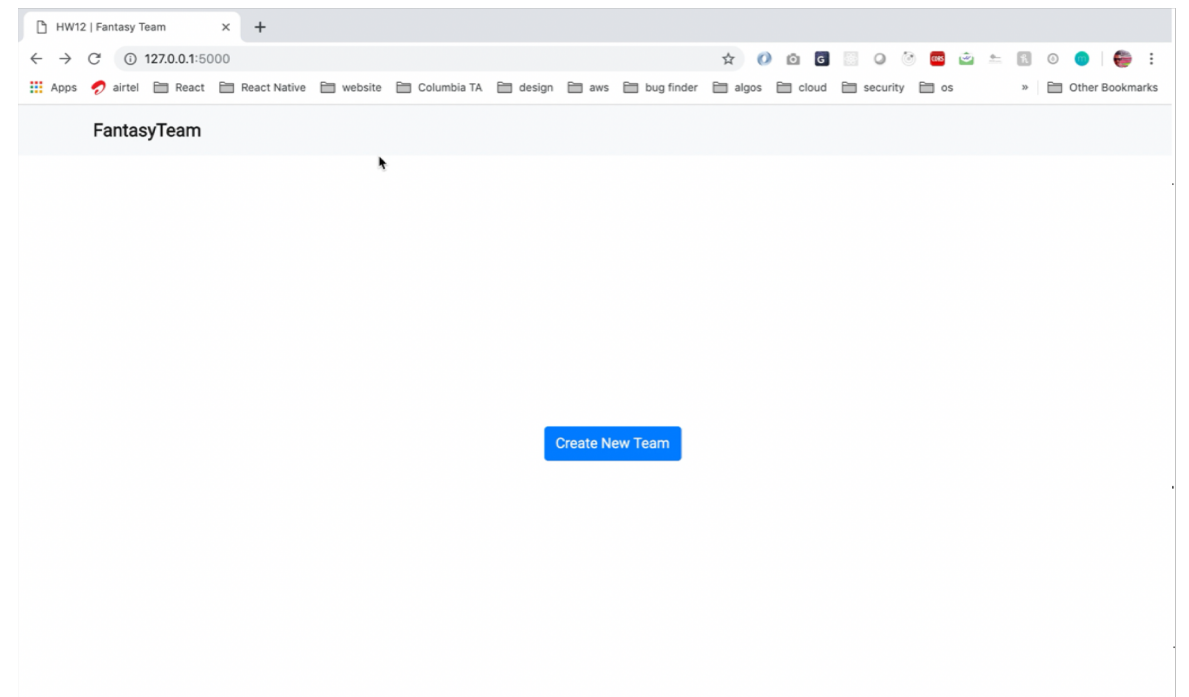 HW12 | Fantasy Team
127.0.0.1:5000
G CORS
Apps airtel React React Native website Columbia TA design aws bug finder algos cloud security os » Other Bookmarks
FantasyTeam
Create New Team